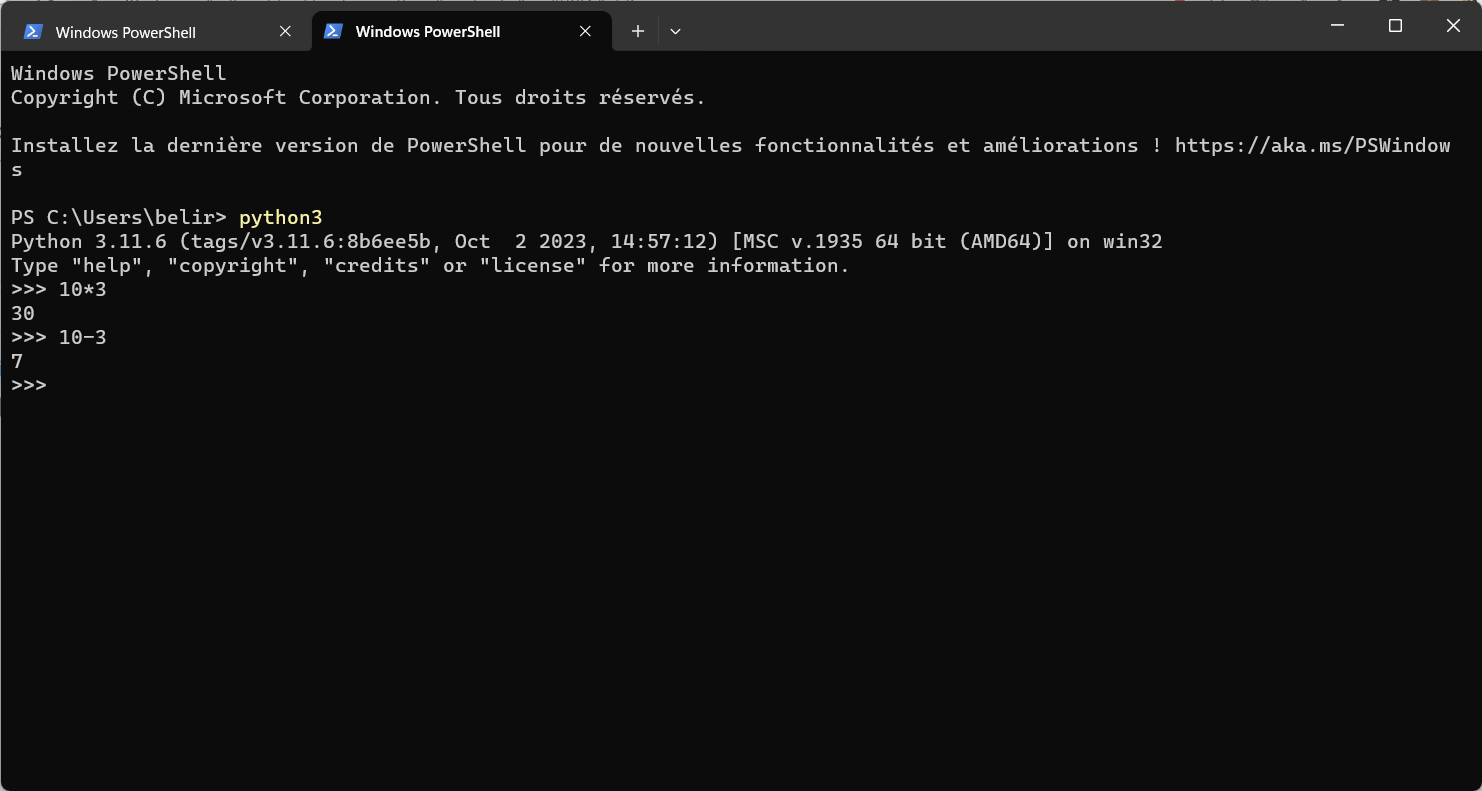 Windows PowerShell
Windows PowerShell
Windows PowerShell
Copyright (C) Microsoft Corporation. Tous droits réservés.
Installez la dernière version de PowerShell pour de nouvelles fonctionnalités et améliorations ! https://aka.ms/PSWindow
s
PS C:\Users\belir> python3
Python 3.11.6 (tags/v3.11.6:8b6ee5b, Oct  2 2023, 14:57:12) [MSC v.1935 64 bit (AMD64)] on win32
Type "help", "copyright", "credits" or "license" for more information.
>>> 10*3
30
>>> 10-3
7
>>>